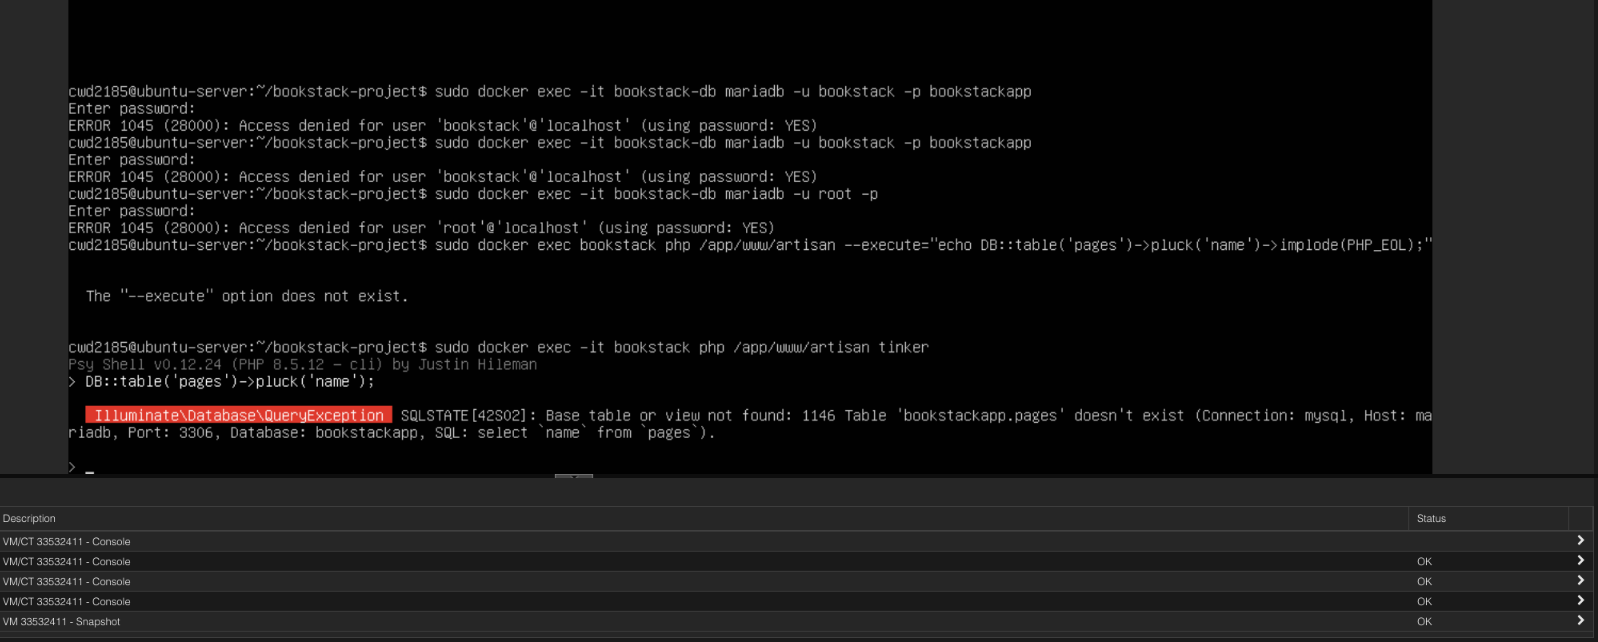 cwd2185@ubuntu-server:~/bookstack-project$ sudo docker exec -it bookstack-db mariadb -u bookstack -p bookstackapp
Enter password:
ERROR 1045 (28000): Access denied for user 'bookstack'@'localhost' (using password: YES)
cwd2185@ubuntu-server:~/bookstack-project$ sudo docker exec -it bookstack-db mariadb -u bookstack -p bookstackapp
Enter password:
ERROR 1045 (28000): Access denied for user 'bookstack'@'localhost' (using password: YES)
cwd2185@ubuntu-server:~/bookstack-project$ sudo docker exec -it bookstack-db mariadb -u root -p
Enter password:
ERROR 1045 (28000): Access denied for user 'root'@'localhost' (using password: YES)
cwd2185@ubuntu-server:~/bookstack-project$ sudo docker exec bookstack php /app/www/artisan --execute="echo DB::table('pages')->pluck('name')->implode(PHP_EOL);"
The "--execute" option does not exist.
cwd2185@ubuntu-server:~/bookstack-project$ sudo docker exec -it bookstack php /app/www/artisan tinker
Psy Shell v0.12.24 (PHP 8.5.12 - cli) by Justin Hileman
> DB::table('pages')->pluck('name');
Illuminate\Database\QueryException SQLSTATE[42S02]: Base table or view not found: 1146 Table 'bookstackapp.pages' doesn't exist (Connection: mysql, Host: ma
riadb, Port: 3306, Database: bookstackapp, SQL: select `name` from `pages`).
> _
Description Status
VM/CT 33532411 - Console
VM/CT 33532411 - Console OK
VM/CT 33532411 - Console OK
VM/CT 33532411 - Console OK
VM 33532411 - Snapshot OK